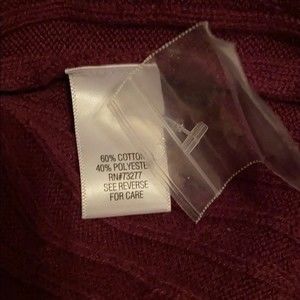 60% COTTON
40% POLYESTER
RN#73277
SEE REVERSE
FOR CARE